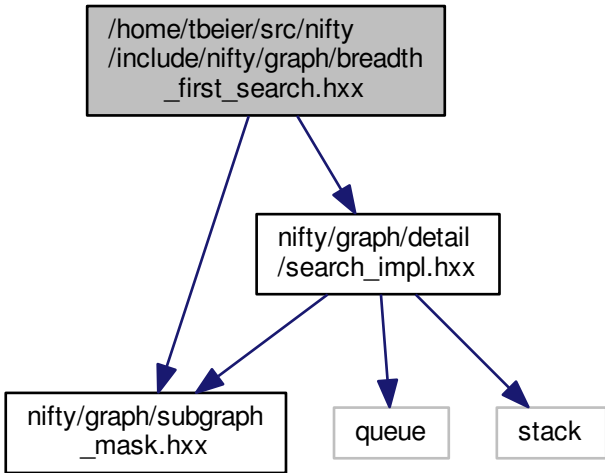 /home/tbeier/src/nifty
/include/nifty/graph/breadth
_first_search.hxx
nifty/graph/detail
/search_impl.hxx
nifty/graph/subgraph
_mask.hxx
queue
stack